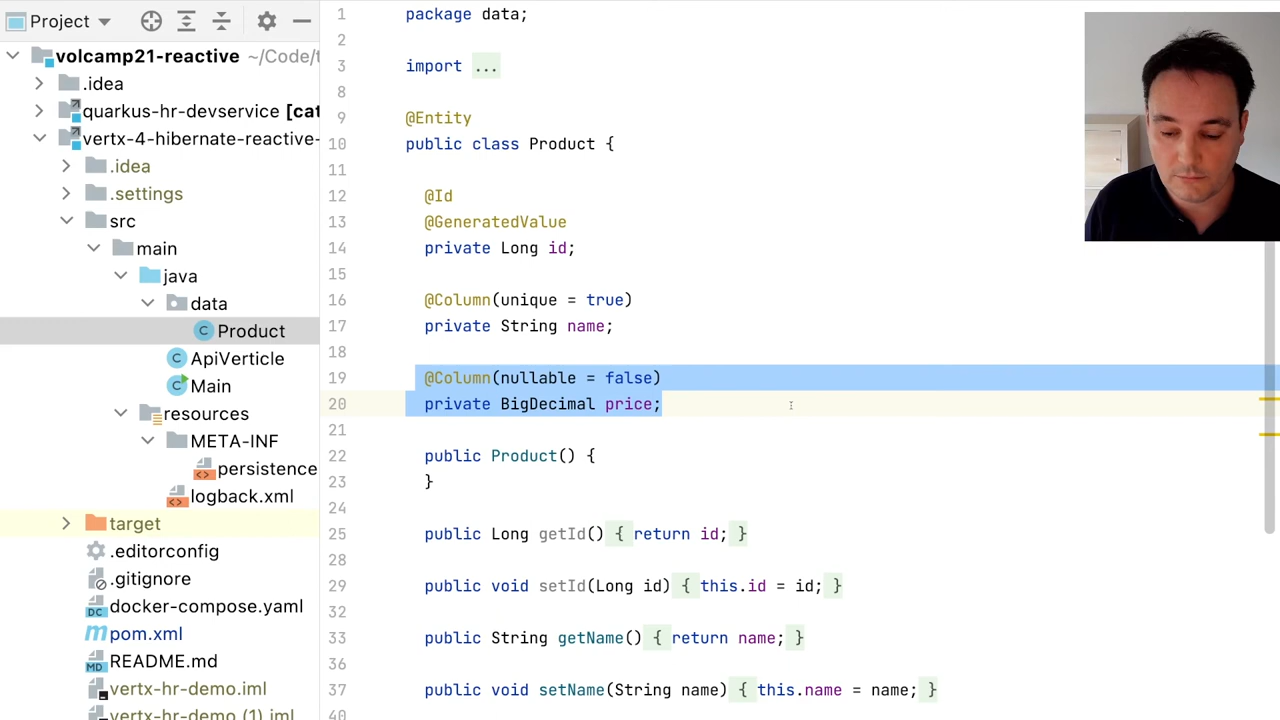 Project
volcamp21-reactive ~/Code/t
.idea
quarkus-hr-devservice [cat
vertx-4-hibernate-reactive-
.idea
.settings
src
main
java
data
Product
ApiVerticle
Main
resources
META-INF
persistence
logback.xml
target
.editorconfig
.gitignore
docker-compose.yaml
pom.xml
README.md
vertx-hr-demo.iml
vertx-hr-demo (1).iml
1 package data;
2
3 import ...
8
9 @Entity
10 public class Product {
11
12 @Id
13 @GeneratedValue
14 private Long id;
15
16 @Column(unique = true)
17 private String name;
18
19 @Column(nullable = false)
20 private BigDecimal price;
21
22 public Product() {
23 }
24
25 public Long getId() { return id; }
28
29 public void setId(Long id) { this.id = id; }
32
33 public String getName() { return name; }
36
37 public void setName(String name) { this.name = name; }
40